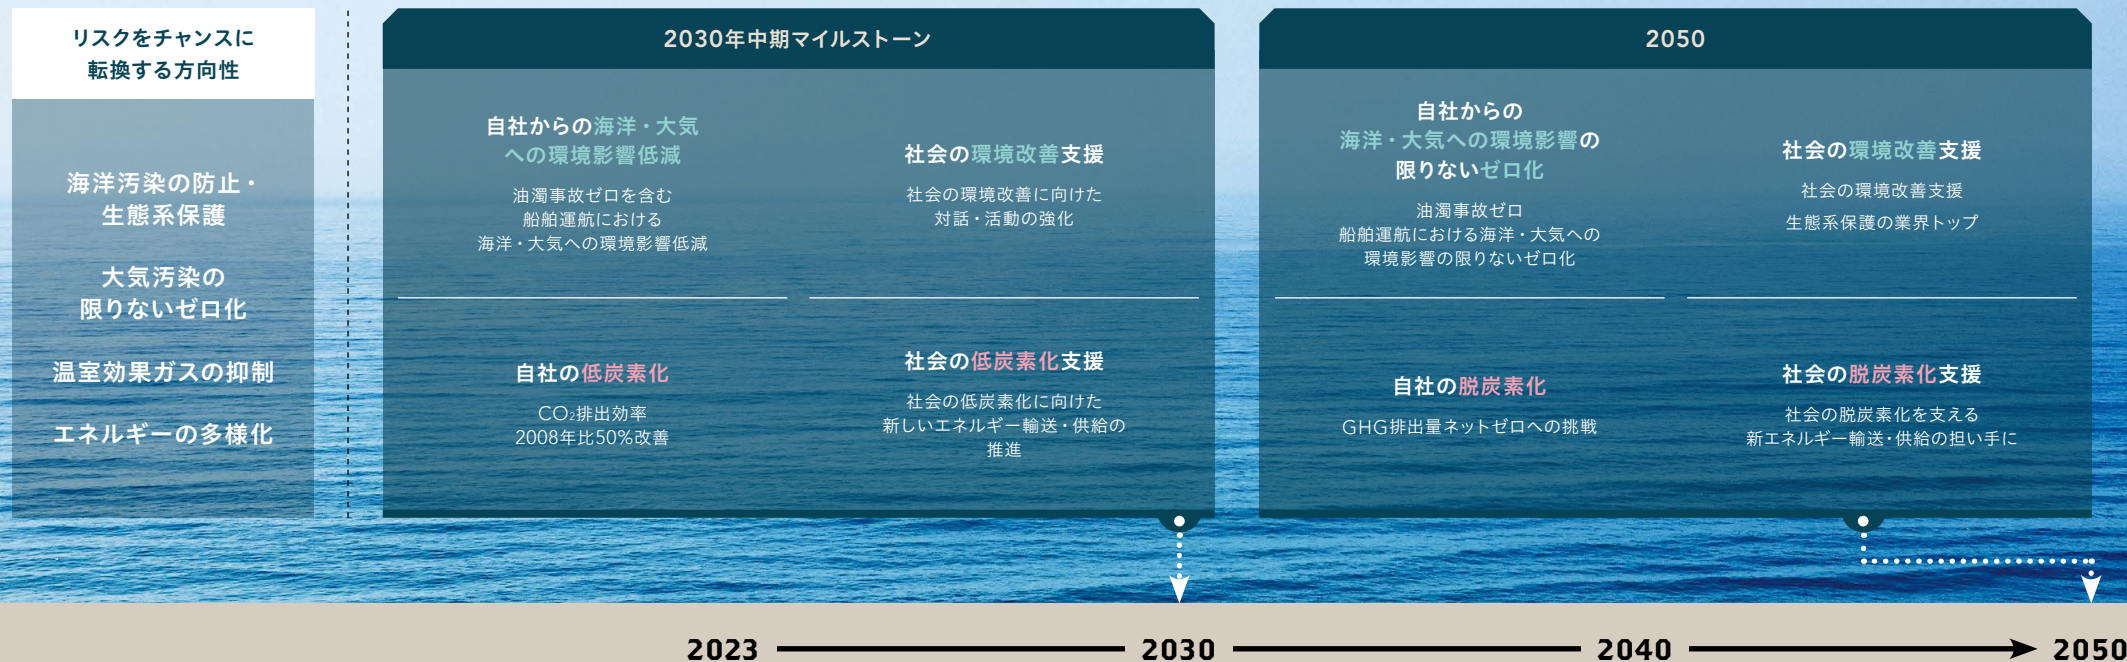 リスクをチャンスに
転換する方向性
海洋汚染の防止・
生態系保護
大気汚染の
限りないゼロ化
温室効果ガスの抑制
エネルギーの多様化
2030年中期マイルストーン
自社からの海洋・大気
への環境影響低減
油濁事故ゼロを含む
船舶運航における
海洋・大気への環境影響低減
社会の環境改善支援
社会の環境改善に向けた
対話・活動の強化
自社の低炭素化
CO₂排出効率
2008年比50%改善
社会の低炭素化支援
社会の低炭素化に向けた
新しいエネルギー輸送・供給の
推進
2050
自社からの
海洋・大気への環境影響の
限りないゼロ化
油濁事故ゼロ
船舶運航における海洋・大気への
環境影響の限りないゼロ化
社会の環境改善支援
社会の環境改善支援
生態系保護の業界トップ
自社の脱炭素化
GHG排出量ネットゼロへの挑戦
社会の脱炭素化支援
社会の脱炭素化を支える
新エネルギー輸送・供給の担い手に
2023 2030 2040 2050